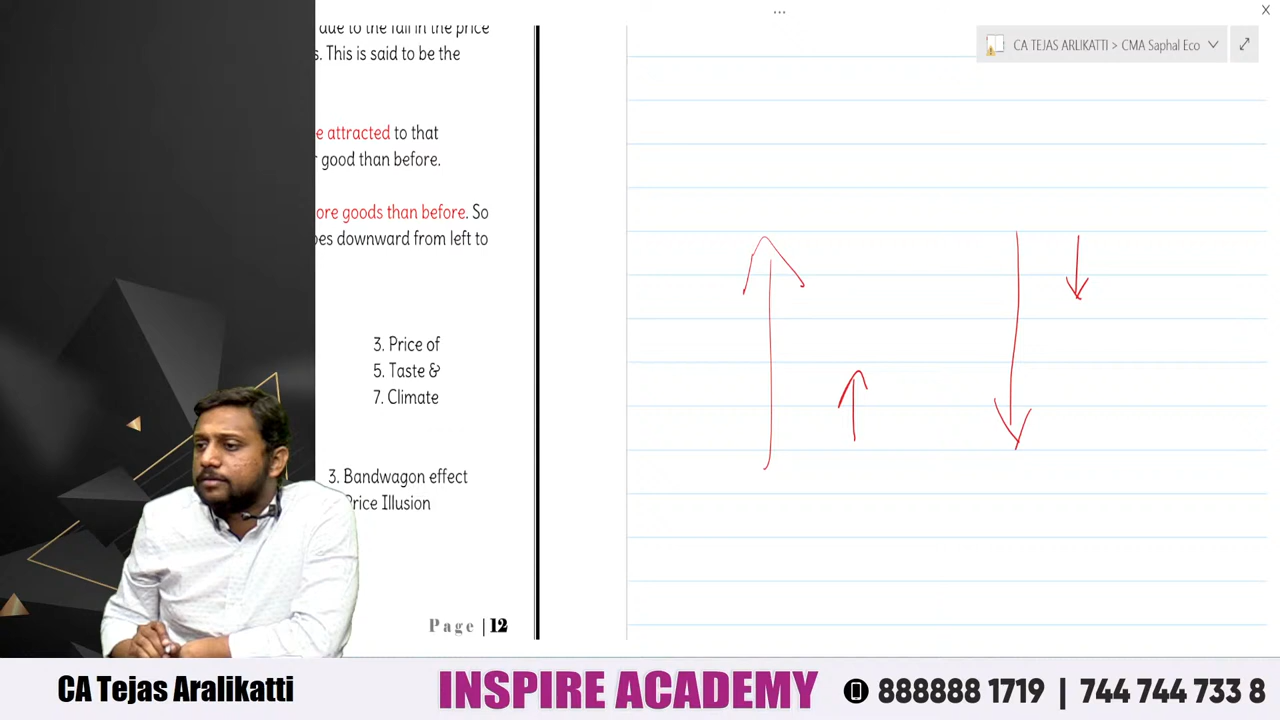 due to the fall in the price
s. This is said to be the
e attracted to that
good than before.
ore goods than before. So
pes downward from left to
3. Price of
5. Taste &
7. Climate
3. Bandwagon effect
Price Illusion
Page | 12
CA TEJAS ARLIKATTI > CMA Saphal Eco
CA Tejas Aralikatti
INSPIRE ACADEMY
888888 1719 | 744 744 733 8